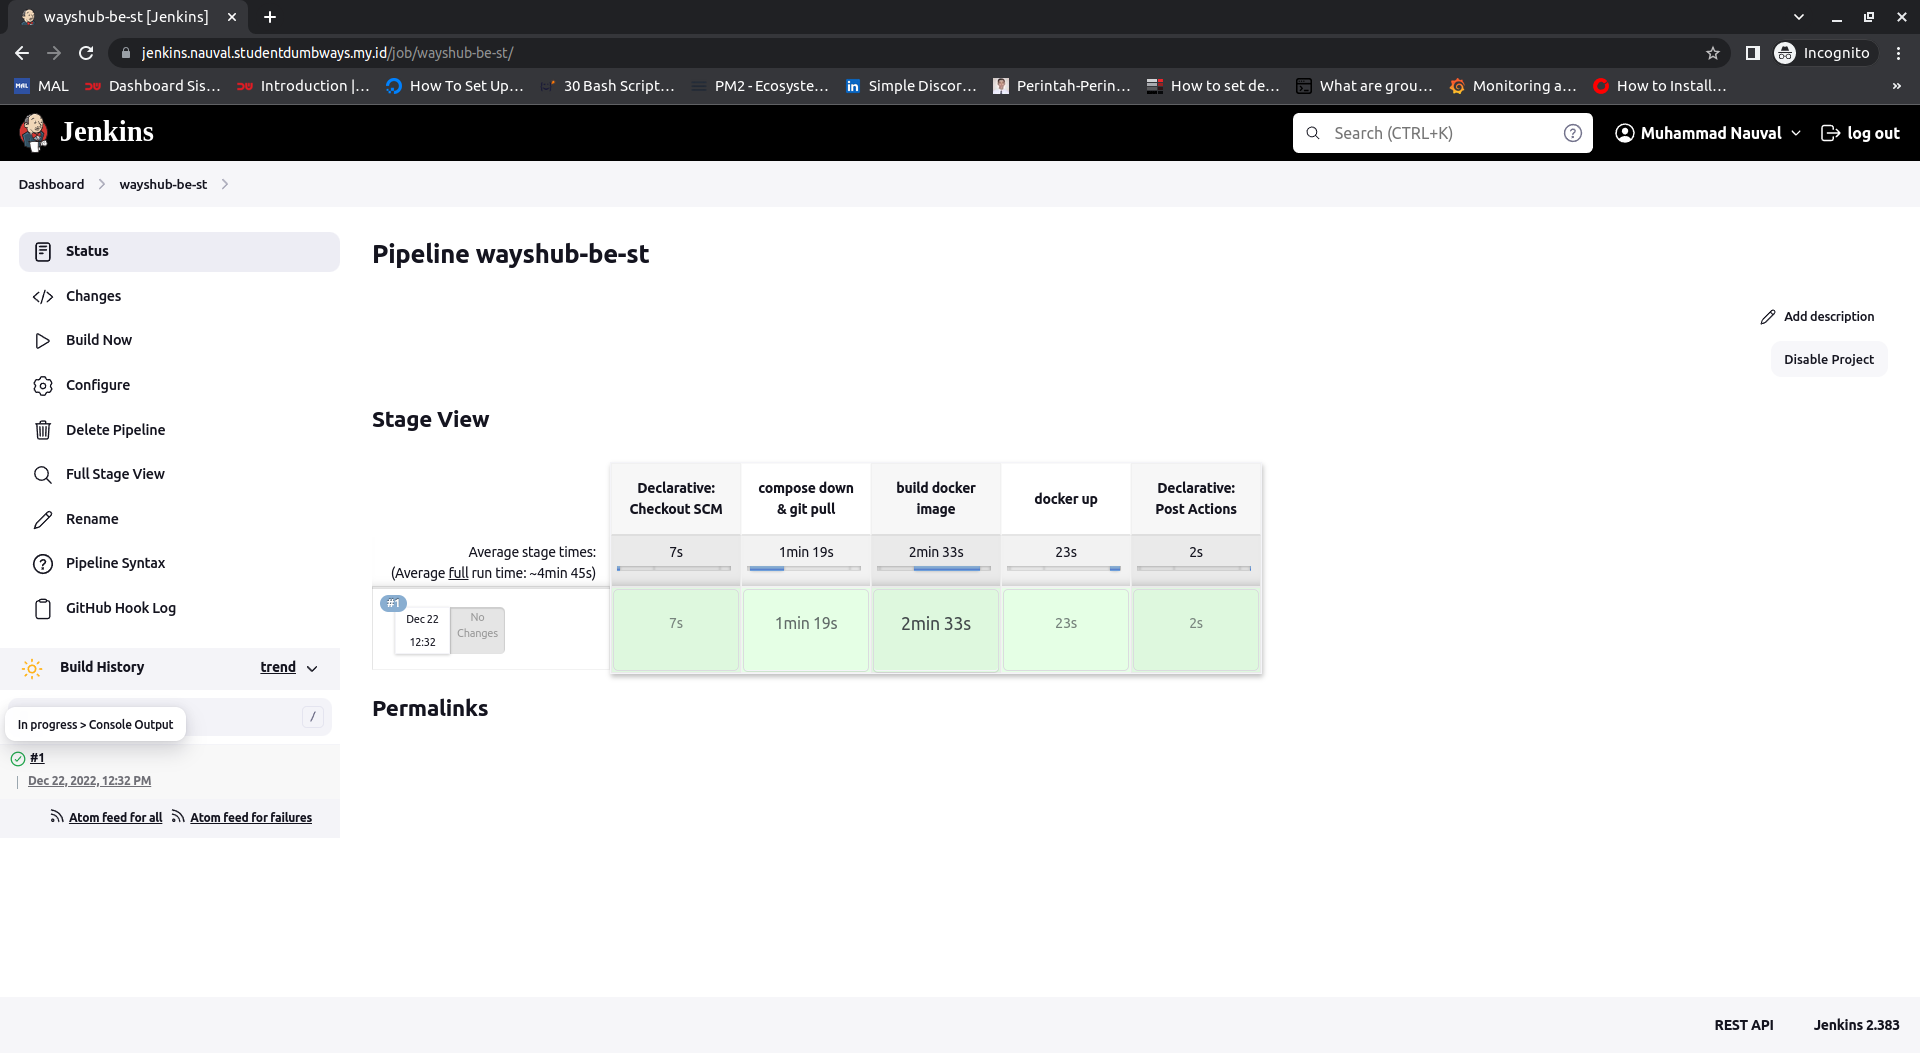 wayshub-be-st [Jenkins]
jenkins.nauval.studentdumbways.my.id/job/wayshub-be-st/
Incognito
MAL
Dashboard Sis...
Introduction |...
How To Set Up...
30 Bash Script...
PM2 - Ecosyste...
Simple Discor...
Perintah-Perin...
How to set de...
What are grou...
Monitoring a...
How to Install...
»
Jenkins
Search (CTRL+K)
Muhammad Nauval
log out
Dashboard
wayshub-be-st
Status
Changes
Build Now
Configure
Delete Pipeline
Full Stage View
Rename
Pipeline Syntax
GitHub Hook Log
Build History
trend
/
In progress > Console Output
#1
Dec 22, 2022, 12:32 PM
Atom feed for all
Atom feed for failures
Pipeline wayshub-be-st
Add description
Disable Project
Stage View
Declarative:
Checkout SCM
compose down
& git pull
build docker
image
docker up
Declarative:
Post Actions
Average stage times:
(Average full run time: ~4min 45s)
7s
1min 19s
2min 33s
23s
2s
#1
Dec 22
12:32
No
Changes
7s
1min 19s
2min 33s
23s
2s
Permalinks
REST API
Jenkins 2.383